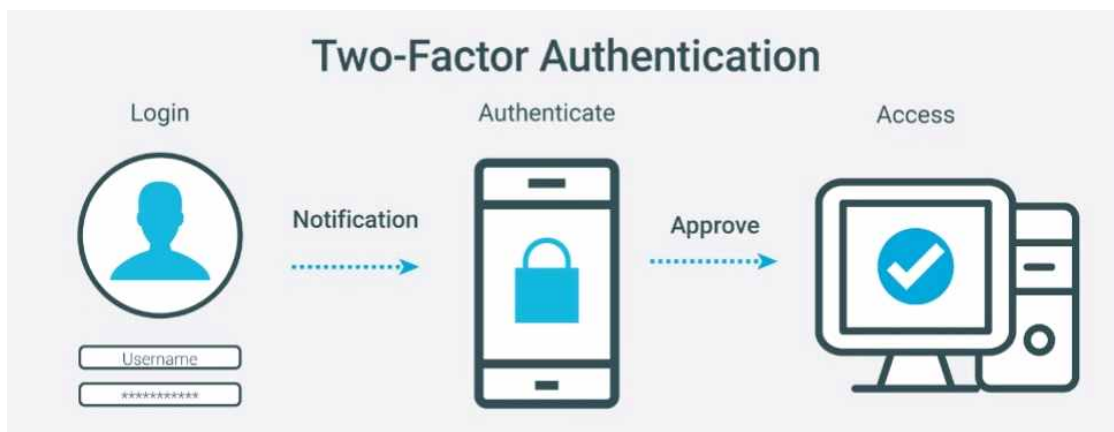 Two-Factor Authentication
Login
Authenticate
Access
Notification
Approve
Username
***********